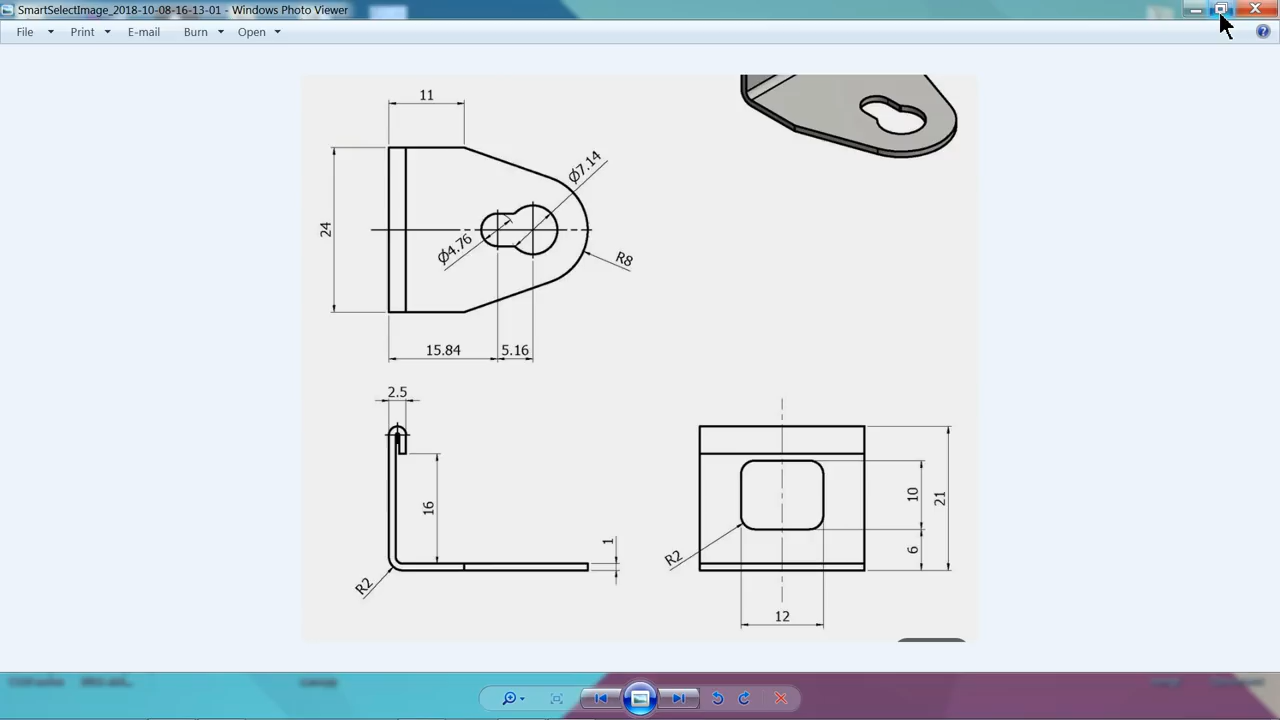 SmartSelectImage_2018-10-08-16-13-01 - Windows Photo Viewer
File Print E-mail Burn Open
11
24
Ø7.14
Ø4.76
R8
15.84 5.16
2.5
16
1
R2
10
21
6
R2
12